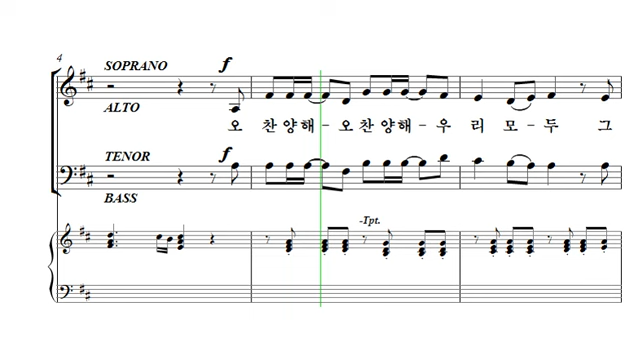 4
SOPRANO f
ALTO
오 찬양해-오찬양해-우 리 모-두 그
TENOR f
BASS
-Tpt.